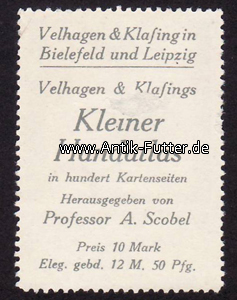 Velhagen & Klasing in
Bielefeld und Leipzig
Velhagen & Klasings
Kleiner
www.Antik-Futter.de
Handatlas
in hundert Kartenseiten
Herausgegeben von
Professor A. Scobel
Preis 10 Mark
Eleg. gebd. 12 M. 50 Pfg.